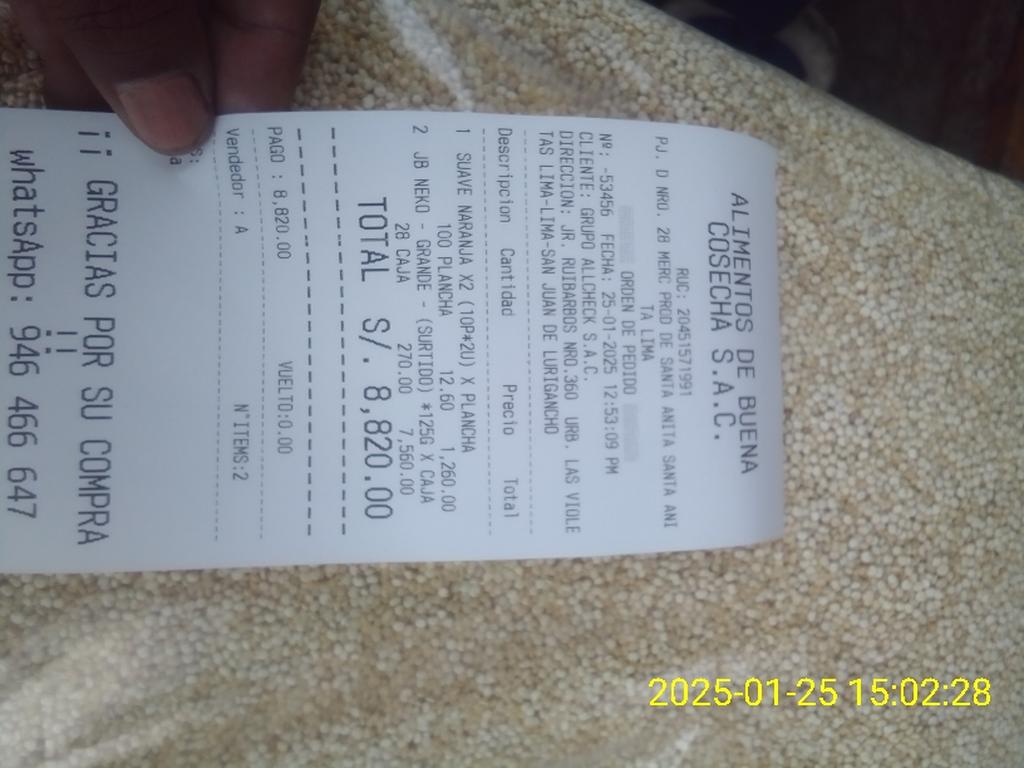 ALIMENTOS DE BUENA
COSECHA S.A.C.
RUC: 20451571991
PJ. D NRO. 28 MERC PROD DE SANTA ANITA SANTA ANI
TA LIMA
ORDEN DE PEDIDO
Nº: -53456 FECHA: 25-01-2025 12:53:09 PM
CLIENTE: GRUPO ALLCHECK S.A.C.
DIRECCION: JR. RUIBARBOS NRO.360 URB. LAS VIOLE
TAS LIMA-LIMA-SAN JUAN DE LURIGANCHO
Descripcion Cantidad Precio Total
1 SUAVE NARANJA X2 (10P*2U) X PLANCHA
100 PLANCHA 12.60 1,260.00
2 JB NEKO - GRANDE - (SURTIDO) *125G X CAJA
28 CAJA 270.00 7,560.00
TOTAL S/. 8,820.00
PAGO : 8,820.00 VUELTO:0.00
Vendedor : A N°ITEMS:2
s:
a
¡¡ GRACIAS POR SU COMPRA
!!
WhatsApp: 946 466 647
2025-01-25 15:02:28